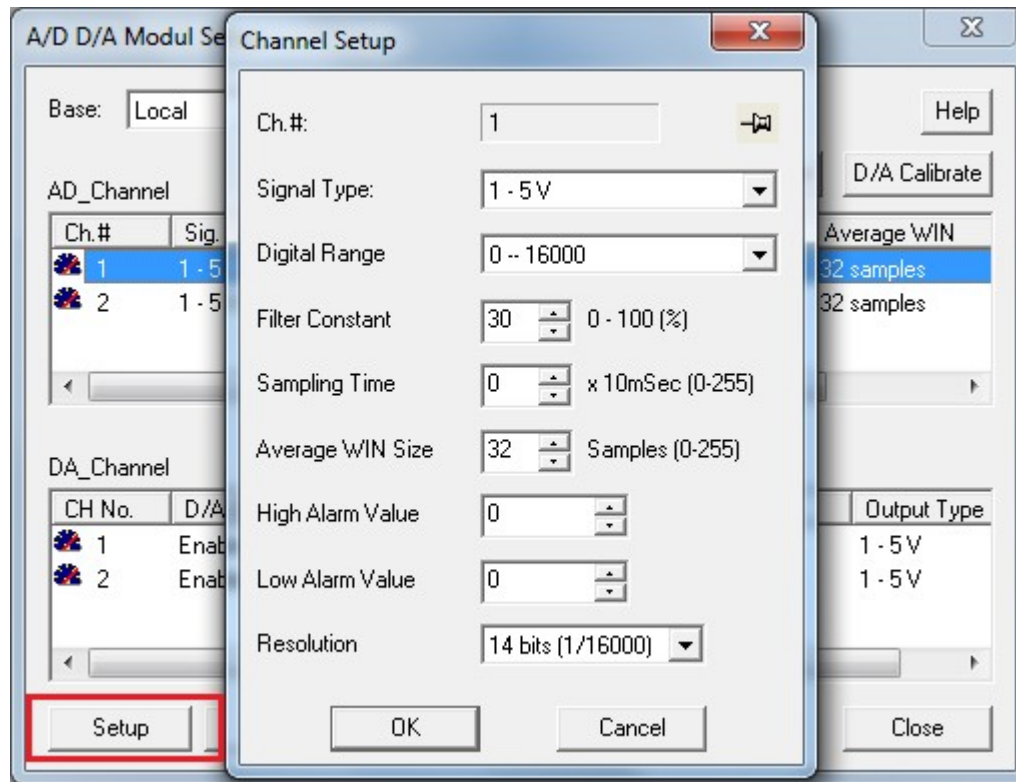 A/D D/A Modul Se
Channel Setup
Base: Local
Help
D/A Calibrate
AD_Channel
Ch.# Sig. Average WIN
1 1 - 5 32 samples
2 1 - 5 32 samples
DA_Channel
CH No. D/A Output Type
1 Enab 1 - 5 V
2 Enab 1 - 5 V
Setup
Close
Ch.#: 1
Signal Type: 1 - 5 V
Digital Range 0 -- 16000
Filter Constant 30 0 - 100 (%)
Sampling Time 0 x 10mSec (0-255)
Average WIN Size 32 Samples (0-255)
High Alarm Value 0
Low Alarm Value 0
Resolution 14 bits (1/16000)
OK Cancel